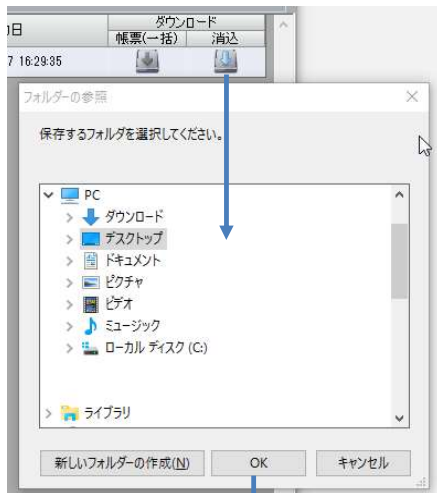 ダウンロード
日
帳票(一括) 消込
7 16:29:35
フォルダーの参照
保存するフォルダを選択してください。
PC
ダウンロード
デスクトップ
ドキュメント
ピクチャ
ビデオ
ミュージック
ローカル ディスク (C:)
ライブラリ
新しいフォルダーの作成(N) OK キャンセル